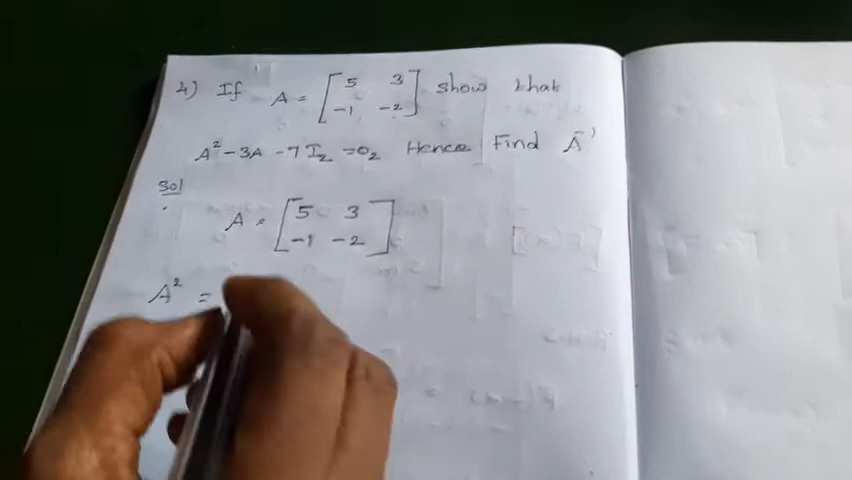 4) If A = [ 5 3 ] show that
[ -1 -2 ]
A² - 3A - 7I₂ = O₂ Hence Find A⁻¹
Sol
A = [ 5 3 ]
[ -1 -2 ]
A² =